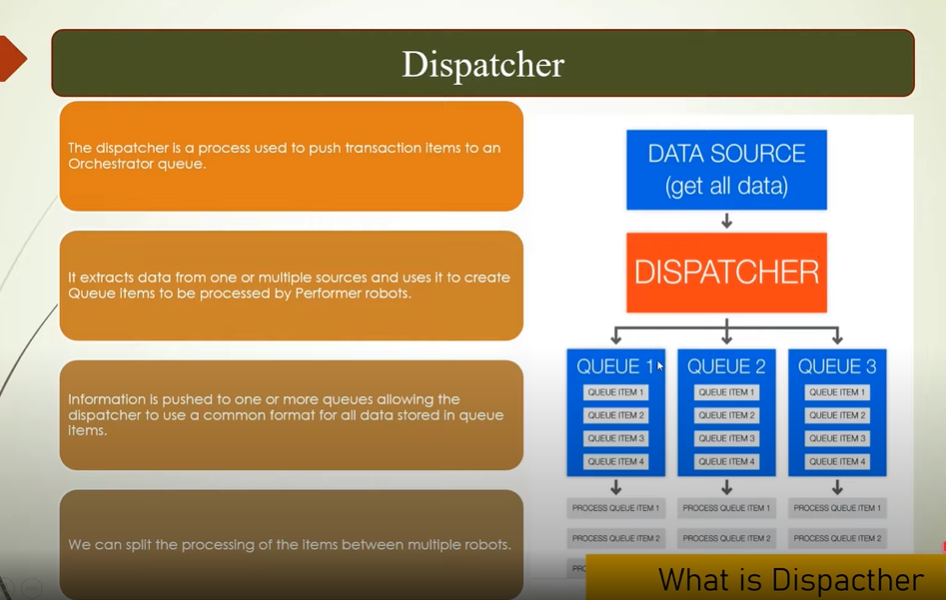 Dispatcher
The dispatcher is a process used to push transaction items to an
Orchestrator queue.
It extracts data from one or multiple sources and uses it to create
Queue items to be processed by Performer robots.
Information is pushed to one or more queues allowing the
dispatcher to use a common format for all data stored in queue
items.
We can split the processing of the items between multiple robots.
DATA SOURCE
(get all data)
DISPATCHER
QUEUE 1
QUEUE ITEM 1
QUEUE ITEM 2
QUEUE ITEM 3
QUEUE ITEM 4
PROCESS QUEUE ITEM 1
PROCESS QUEUE ITEM 2
QUEUE 2
QUEUE ITEM 1
QUEUE ITEM 2
QUEUE ITEM 3
QUEUE ITEM 4
PROCESS QUEUE ITEM 1
PROCESS QUEUE ITEM 2
QUEUE 3
QUEUE ITEM 1
QUEUE ITEM 2
QUEUE ITEM 3
QUEUE ITEM 4
PROCESS QUEUE ITEM 1
PROCESS QUEUE ITEM 2
What is Dispacther